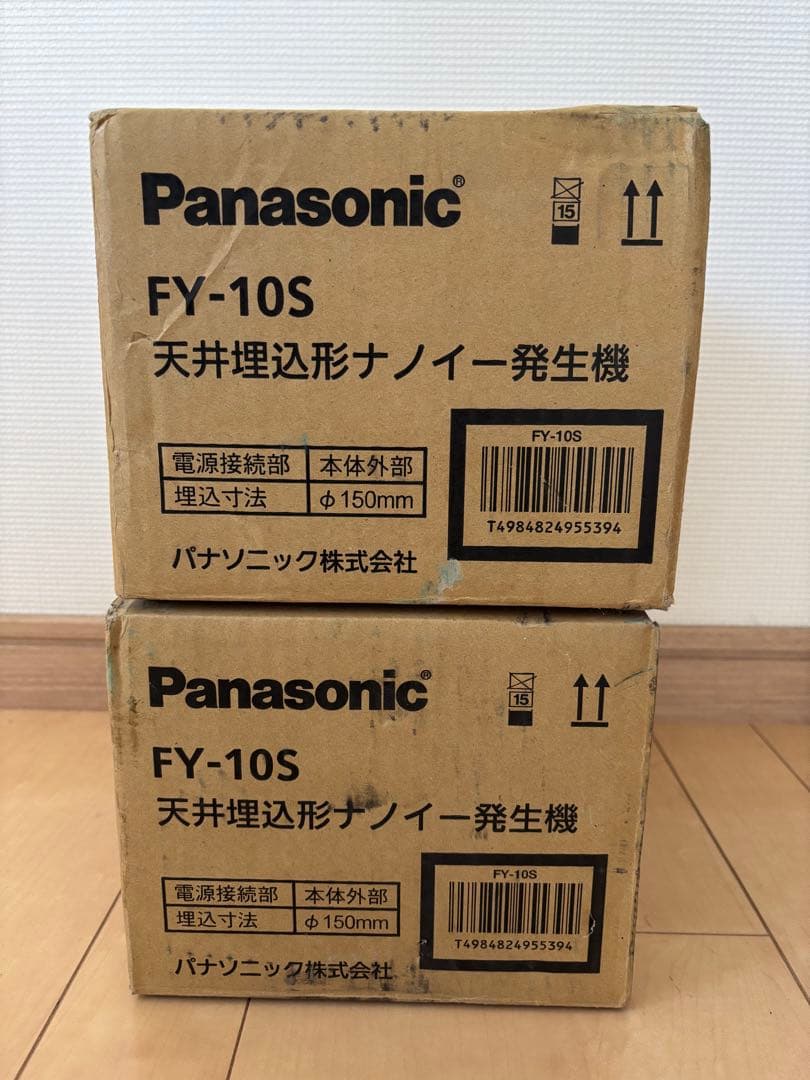 Panasonic®
15
FY-10S
天井埋込形ナノイー発生機
電源接続部 本体外部
埋込寸法 φ150mm
FY-10S
T4984824955394
パナソニック株式会社
Panasonic®
15
FY-10S
天井埋込形ナノイー発生機
電源接続部 本体外部
埋込寸法 φ150mm
FY-10S
T4984824955394
パナソニック株式会社